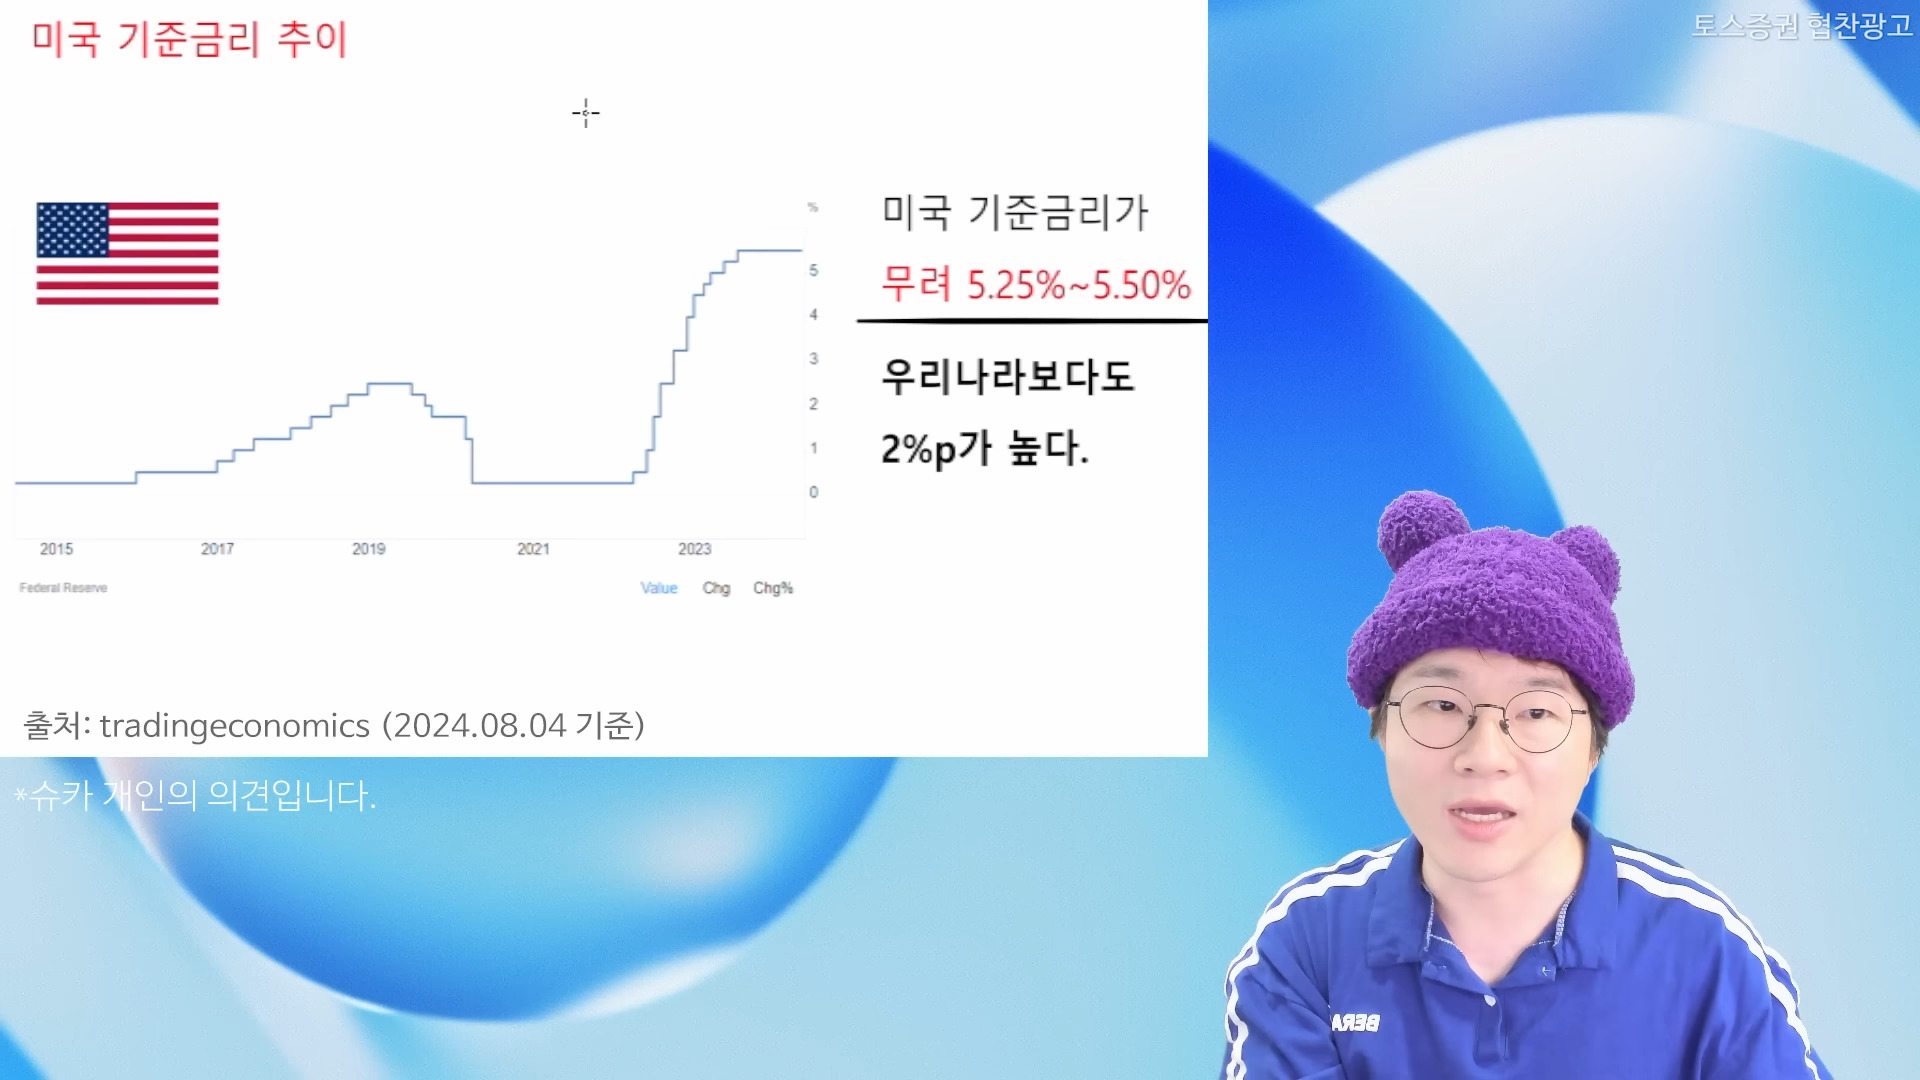 미국 기준금리 추이
토스증권 협찬광고
미국 기준금리가
무려 5.25%~5.50%
우리나라보다도
2%p가 높다.
%
5
4
3
2
1
0
2015 2017 2019 2021 2023
Federal Reserve
Value Chg Chg%
출처: tradingeconomics (2024.08.04 기준)
*슈카 개인의 의견입니다.
BERA